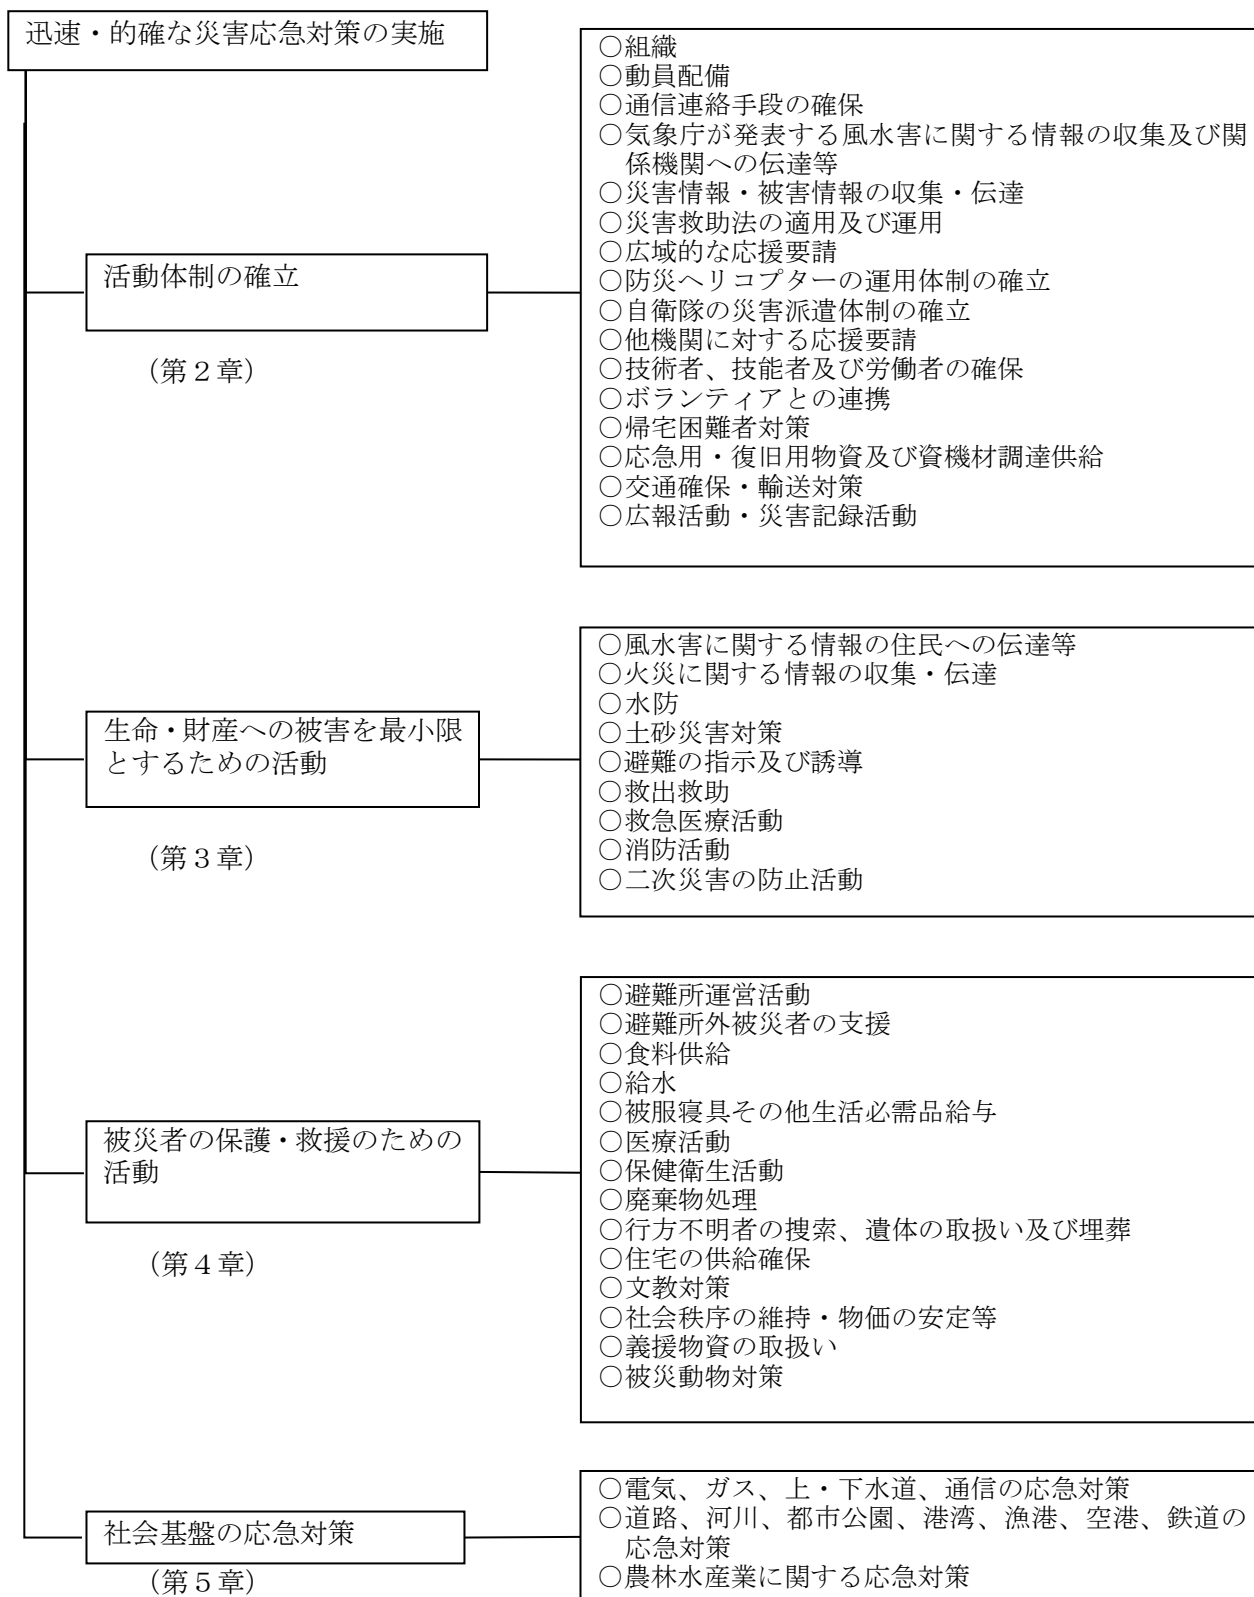 迅速・的確な災害応急対策の実施
活動体制の確立
（第２章）
○組織
○動員配備
○通信連絡手段の確保
○気象庁が発表する風水害に関する情報の収集及び関
係機関への伝達等
○災害情報・被害情報の収集・伝達
○災害救助法の適用及び運用
○広域的な応援要請
○防災ヘリコプターの運用体制の確立
○自衛隊の災害派遣体制の確立
○他機関に対する応援要請
○技術者、技能者及び労働者の確保
○ボランティアとの連携
○帰宅困難者対策
○応急用・復旧用物資及び資機材調達供給
○交通確保・輸送対策
○広報活動・災害記録活動
生命・財産への被害を最小限
とするための活動
（第３章）
○風水害に関する情報の住民への伝達等
○火災に関する情報の収集・伝達
○水防
○土砂災害対策
○避難の指示及び誘導
○救出救助
○救急医療活動
○消防活動
○二次災害の防止活動
被災者の保護・救援のための
活動
（第４章）
○避難所運営活動
○避難所外被災者の支援
○食料供給
○給水
○被服寝具その他生活必需品給与
○医療活動
○保健衛生活動
○廃棄物処理
○行方不明者の捜索、遺体の取扱い及び埋葬
○住宅の供給確保
○文教対策
○社会秩序の維持・物価の安定等
○義援物資の取扱い
○被災動物対策
社会基盤の応急対策
（第５章）
○電気、ガス、上・下水道、通信の応急対策
○道路、河川、都市公園、港湾、漁港、空港、鉄道の
応急対策
○農林水産業に関する応急対策